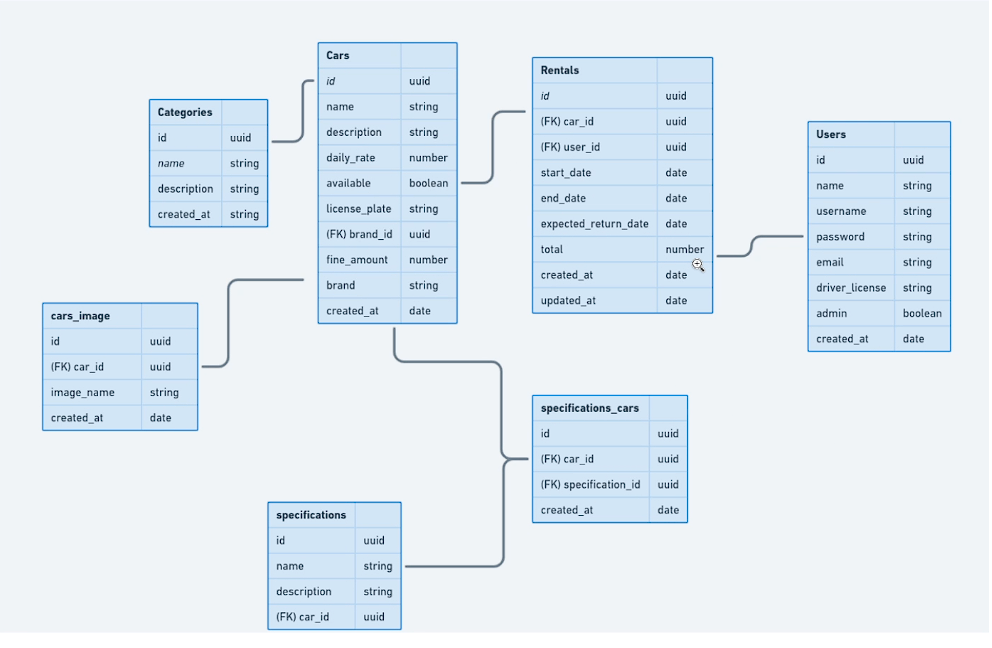 Cars
id uuid
name string
description string
daily_rate number
available boolean
license_plate string
(FK) brand_id uuid
fine_amount number
brand string
created_at date
Rentals
id uuid
(FK) car_id uuid
(FK) user_id uuid
start_date date
end_date date
expected_return_date date
total number
created_at date
updated_at date
Categories
id uuid
name string
description string
created_at string
Users
id uuid
name string
username string
password string
email string
driver_license string
admin boolean
created_at date
cars_image
id uuid
(FK) car_id uuid
image_name string
created_at date
specifications_cars
id uuid
(FK) car_id uuid
(FK) specification_id uuid
created_at date
specifications
id uuid
name string
description string
(FK) car_id uuid